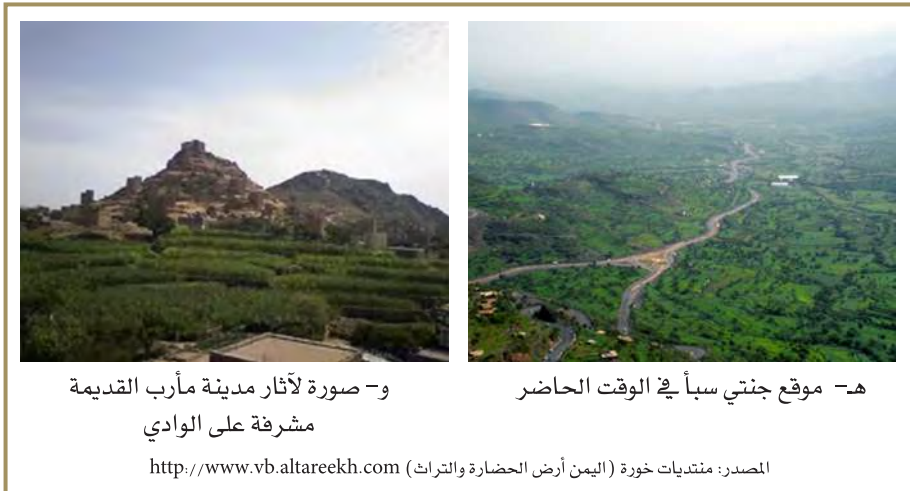 هـ- موقع جنتي سبأ في الوقت الحاضر
و- صورة لآثار مدينة مأرب القديمة
مشرفة على الوادي
المصدر: منتديات خورة (اليمن أرض الحضارة والتراث) http://www.vb.altareekh.com